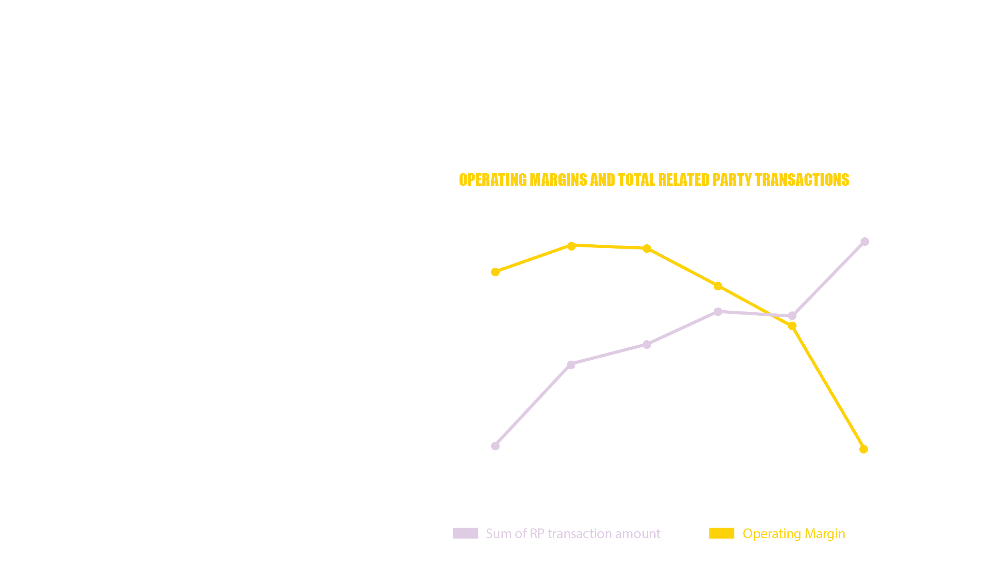 OPERATING MARGINS AND TOTAL RELATED PARTY TRANSACTIONS
Sum of RP transaction amount
Operating Margin